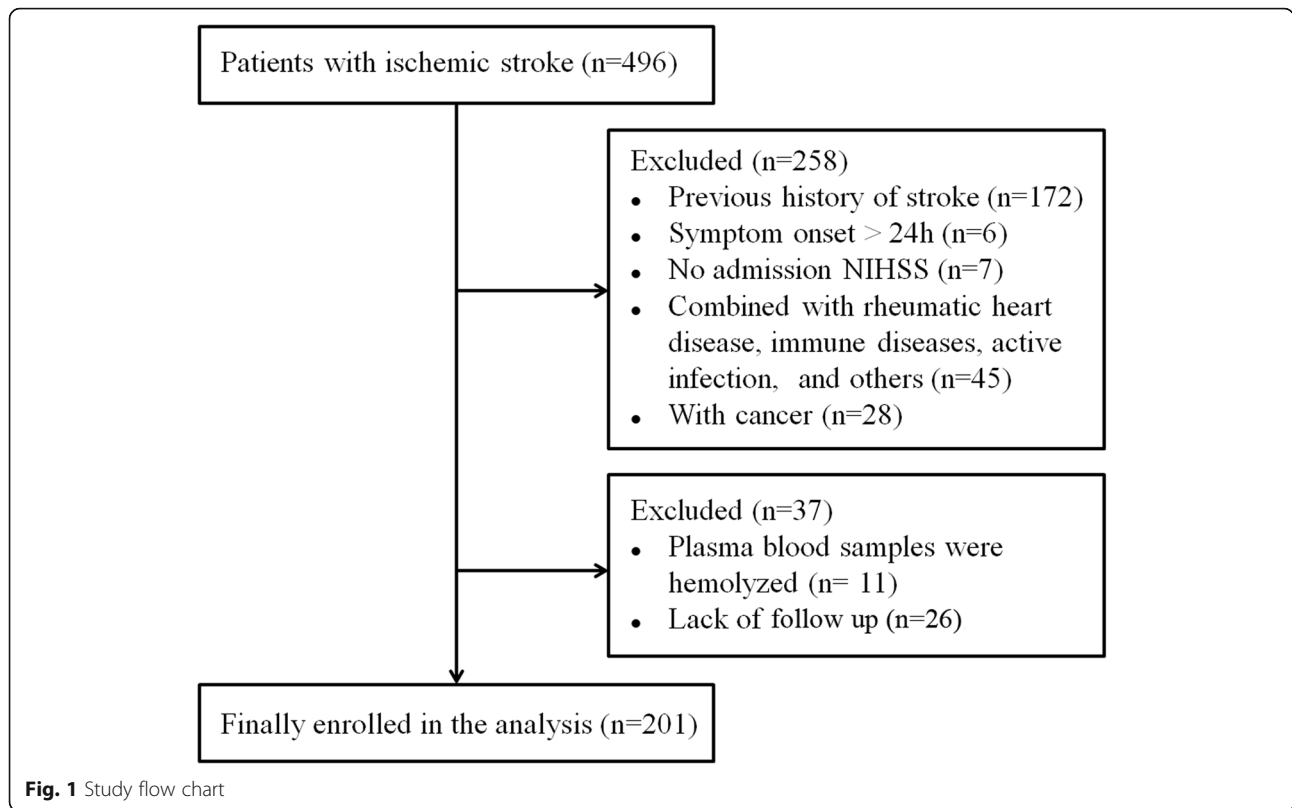 Patients with ischemic stroke (n=496)
Excluded (n=258)
• Previous history of stroke (n=172)
• Symptom onset > 24h (n=6)
• No admission NIHSS (n=7)
• Combined with rheumatic heart
disease, immune diseases, active
infection, and others (n=45)
• With cancer (n=28)
Excluded (n=37)
• Plasma blood samples were
hemolyzed (n= 11)
• Lack of follow up (n=26)
Finally enrolled in the analysis (n=201)
Fig. 1 Study flow chart